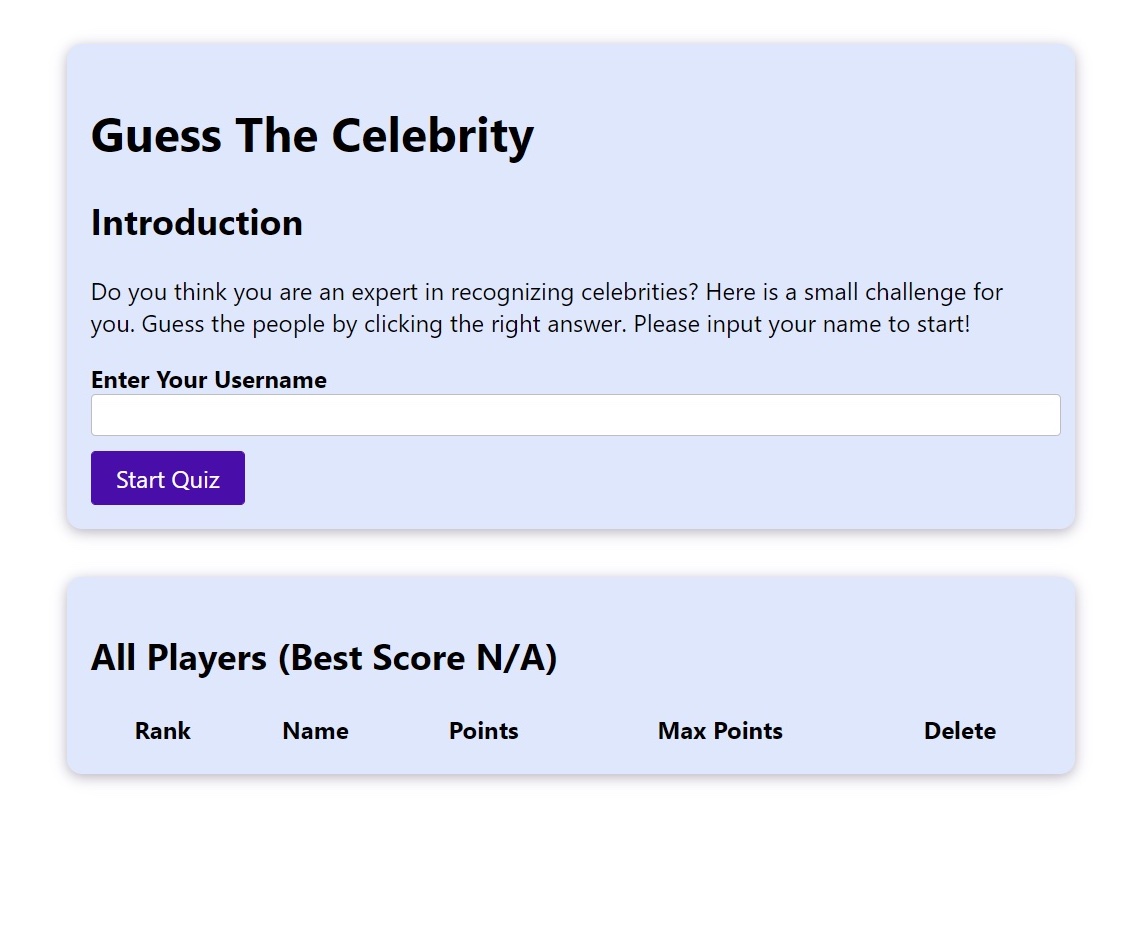 Guess The Celebrity
Introduction
Do you think you are an expert in recognizing celebrities? Here is a small challenge for
you. Guess the people by clicking the right answer. Please input your name to start!
Enter Your Username
Start Quiz
All Players (Best Score N/A)
Rank Name Points Max Points Delete